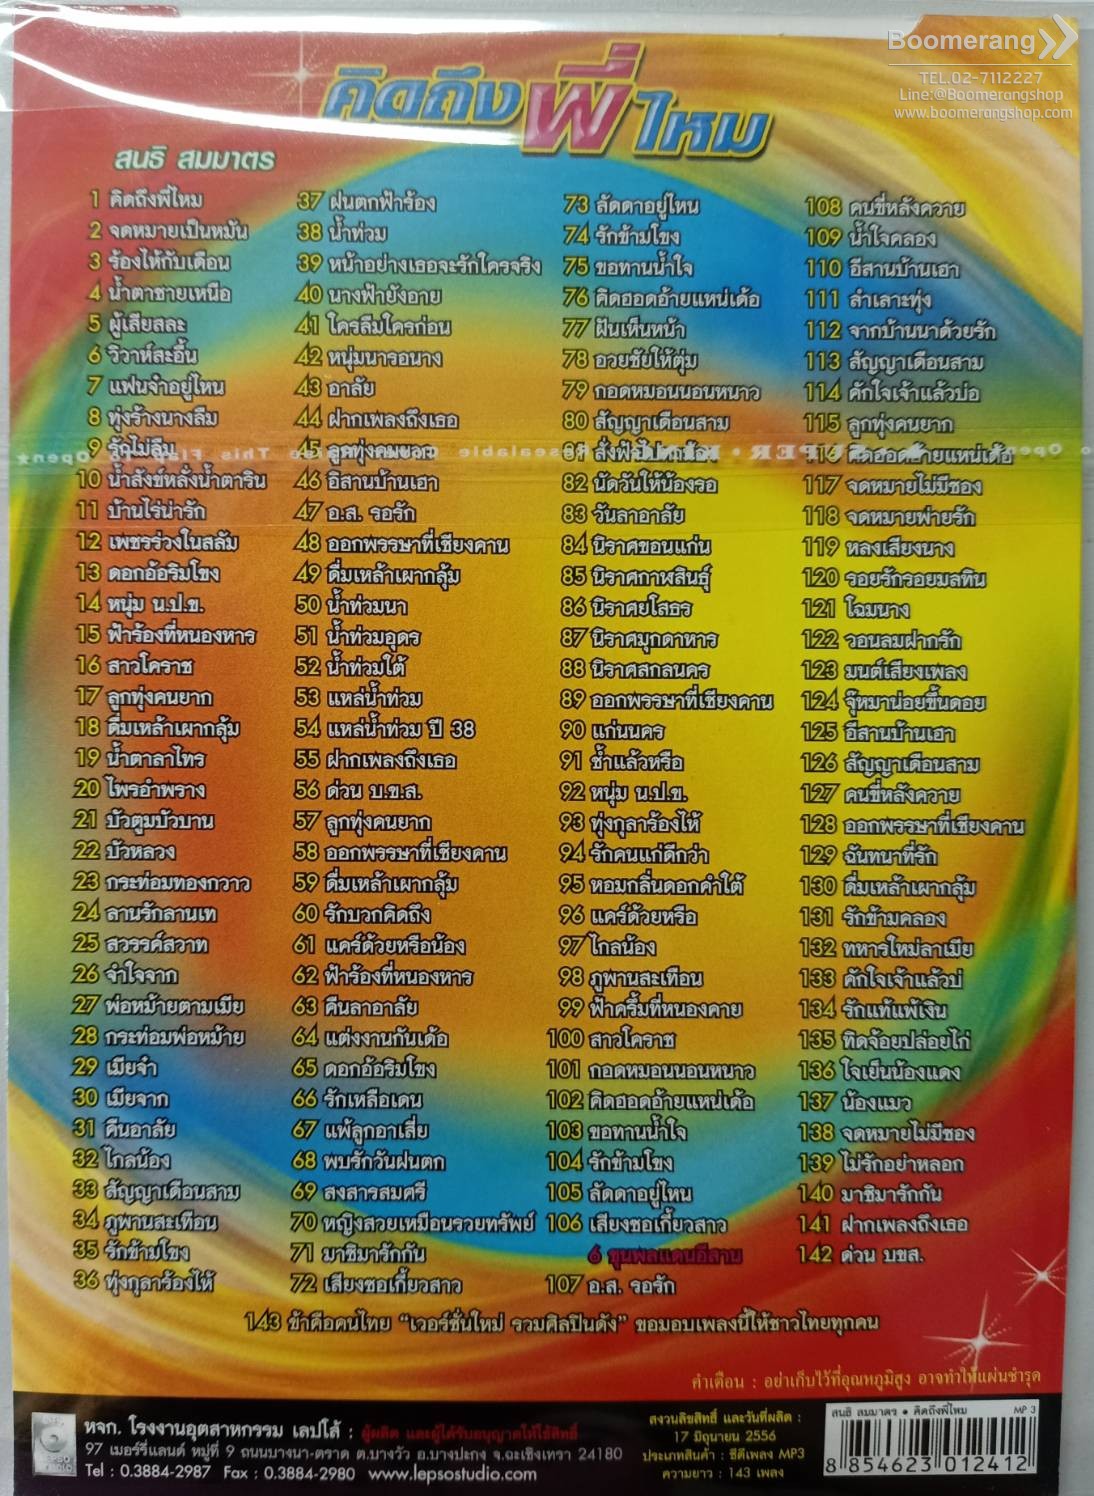 Boomerang
TEL.02-7112227
Line:@Boomerangshop
www.boomerangshop.com
คิดถึงพี่ไหม
สนธิ สมมาตร
1 คิดถึงพี่ไหม
2 จดหมายเป็นหมัน
3 ร้องไห้กับเดือน
4 น้ำตาชายเหนือ
5 ผู้เสียสละ
6 วิวาห์สะอื้น
7 แฟนจ๋าอยู่ไหน
8 ทุ่งร้างนางลืม
9 รักไม่ลืม
10 น้ำสังข์หลั่งน้ำตาริน
11 บ้านไร่น่ารัก
12 เพชรร่วงในสลัม
13 ดอกอ้อริมโขง
14 หนุ่ม น.ป.ข.
15 ฟ้าร้องที่หนองหาร
16 สาวโคราช
17 ลูกทุ่งคนยาก
18 ดื่มเหล้าเผากลุ้ม
19 น้ำตาลาไทร
20 ไพรอำพราง
21 บัวตูมบัวบาน
22 บัวหลวง
23 กระท่อมทองกวาว
24 ลานรักลานเท
25 สวรรค์สวาท
26 จำใจจาก
27 พ่อหม้ายตามเมีย
28 กระท่อมพ่อหม้าย
29 เมียจ๋า
30 เมียจาก
31 คืนอาลัย
32 ไกลน้อง
33 สัญญาเดือนสาม
34 ภูพานสะเทือน
35 รักข้ามโขง
36 ทุ่งกุลาร้องไห้
37 ฝนตกฟ้าร้อง
38 น้ำท่วม
39 หน้าอย่างเธอจะรักใครจริง
40 นางฟ้ายังอาย
41 ใครลืมใครก่อน
42 หนุ่มนารอนาง
43 อาลัย
44 ฝากเพลงถึงเธอ
45 ลูกทุ่งคนยาก
46 อีสานบ้านเฮา
47 อ.ส. รอรัก
48 ออกพรรษาที่เชียงคาน
49 ดื่มเหล้าเผากลุ้ม
50 น้ำท่วมนา
51 น้ำท่วมอุดร
52 น้ำท่วมใต้
53 แหล่น้ำท่วม
54 แหล่น้ำท่วม ปี 38
55 ฝากเพลงถึงเธอ
56 ด่วน บ.ข.ส.
57 ลูกทุ่งคนยาก
58 ออกพรรษาที่เชียงคาน
59 ดื่มเหล้าเผากลุ้ม
60 รักบวกคิดถึง
61 แคร์ด้วยหรือน้อง
62 ฟ้าร้องที่หนองหาร
63 คืนลาอาลัย
64 แต่งงานกันเด้อ
65 ดอกอ้อริมโขง
66 รักเหลือเดน
67 แพ้ลูกอาเสี่ย
68 พบรักวันฝนตก
69 สงสารสมศรี
70 หญิงสวยเหมือนรวยทรัพย์
71 มาซิมารักกัน
72 เสียงซอเกี้ยวสาว
73 ลัดดาอยู่ไหน
74 รักข้ามโขง
75 ขอทานน้ำใจ
76 คิดฮอดอ้ายแหน่เด้อ
77 ฝันเห็นหน้า
78 อวยชัยให้ตุ่ม
79 กอดหมอนนอนหนาว
80 สัญญาเดือนสาม
81 สั่งฟ้าไปหาน้อง
82 นัดวันให้น้องรอ
83 วันลาอาลัย
84 นิราศขอนแก่น
85 นิราศกาฬสินธุ์
86 นิราศยโสธร
87 นิราศมุกดาหาร
88 นิราศสกลนคร
89 ออกพรรษาที่เชียงคาน
90 แก่นนคร
91 ช้ำแล้วหรือ
92 หนุ่ม น.ป.ข.
93 ทุ่งกุลาร้องไห้
94 รักคนแก่ดีกว่า
95 หอมกลิ่นดอกคำใต้
96 แคร์ด้วยหรือ
97 ไกลน้อง
98 ภูพานสะเทือน
99 ฟ้าครึ้มที่หนองคาย
100 สาวโคราช
101 กอดหมอนนอนหนาว
102 คิดฮอดอ้ายแหน่เด้อ
103 ขอทานน้ำใจ
104 รักข้ามโขง
105 ลัดดาอยู่ไหน
106 เสียงซอเกี้ยวสาว
6 ขุนพลแดนอีสาน
107 อ.ส. รอรัก
108 คนขี่หลังควาย
109 น้ำใจคลอง
110 อีสานบ้านเฮา
111 ลำเลาะทุ่ง
112 จากบ้านนาด้วยรัก
113 สัญญาเดือนสาม
114 คักใจเจ้าแล้วบ่อ
115 ลูกทุ่งคนยาก
116 คิดฮอดอ้ายแหน่เด้อ
117 จดหมายไม่มีซอง
118 จดหมายพ่ายรัก
119 หลงเสียงนาง
120 รอยรักรอยมลทิน
121 โฉมนาง
122 วอนลมฝากรัก
123 มนต์เสียงเพลง
124 จุ๊หมาน่อยขึ้นดอย
125 อีสานบ้านเฮา
126 สัญญาเดือนสาม
127 คนขี่หลังควาย
128 ออกพรรษาที่เชียงคาน
129 ฉันทนาที่รัก
130 ดื่มเหล้าเผากลุ้ม
131 รักข้ามคลอง
132 ทหารใหม่ลาเมีย
133 คักใจเจ้าแล้วบ่
134 รักแท้แพ้เงิน
135 ทิดจ้อยปล่อยไก่
136 ใจเย็นน้องแดง
137 น้องแมว
138 จดหมายไม่มีซอง
139 ไม่รักอย่าหลอก
140 มาซิมารักกัน
141 ฝากเพลงถึงเธอ
142 ด่วน บขส.
143 ข้าคือคนไทย "เวอร์ชั่นใหม่ รวมศิลปินดัง" ขอมอบเพลงนี้ให้ชาวไทยทุกคน
คำเตือน : อย่าเก็บไว้ที่อุณหภูมิสูง อาจทำให้แผ่นชำรุด
หจก. โรงงานอุตสาหกรรม เลปโส้ : ผู้ผลิต และผู้ได้รับอนุญาตให้ใช้สิทธิ์
97 เมอร์รี่แลนด์ หมู่ที่ 9 ถนนบางนา-ตราด ต.บางวัว อ.บางปะกง จ.ฉะเชิงเทรา 24180
Tel : 0.3884-2987 Fax : 0.3884-2980 www.lepsostudio.com
สงวนลิขสิทธิ์ และวันที่ผลิต :
17 มิถุนายน 2556
ประเภทสินค้า : ซีดีเพลง MP3
ความยาว : 143 เพลง
สนธิ สมมาตร • คิดถึงพี่ไหม MP 3
8 854623 012412